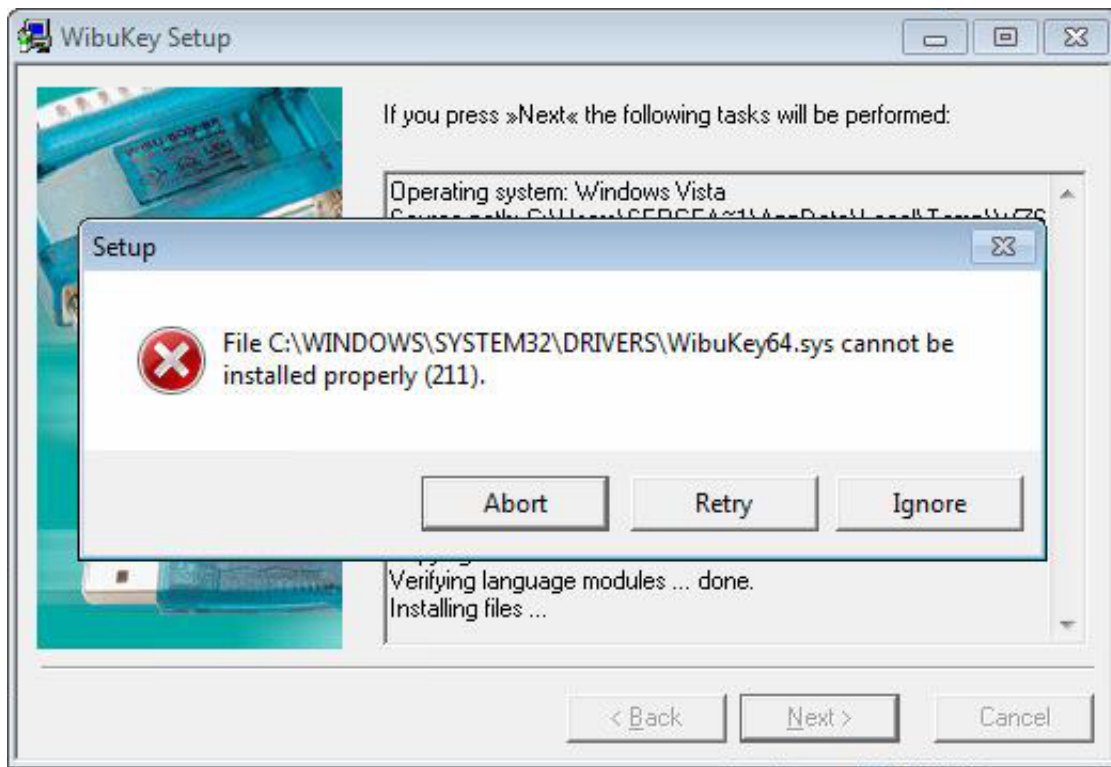 WibuKey Setup
If you press »Next« the following tasks will be performed:
Operating system: Windows Vista
Setup
File C:\WINDOWS\SYSTEM32\DRIVERS\WibuKey64.sys cannot be
installed properly (211).
Abort
Retry
Ignore
Verifying language modules ... done.
Installing files ...
< Back
Next >
Cancel